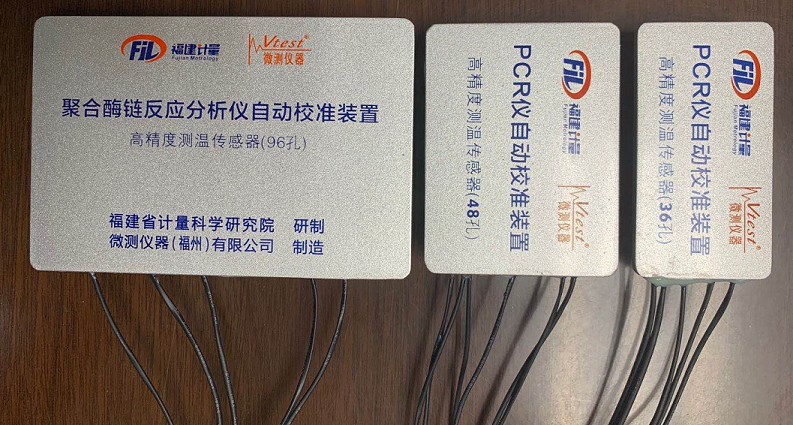 FIL
福建计量
Fujian Metrology
Vtest®
微测仪器
聚合酶链反应分析仪自动校准装置
高精度测温传感器(96孔)
福建省计量科学研究院 研制
微测仪器(福州)有限公司 制造
FIL
福建计量
Fujian Metrology
Vtest®
微测仪器
PCR仪自动校准装置
高精度测温传感器(48孔)
FIL
福建计量
Fujian Metrology
Vtest®
微测仪器
PCR仪自动校准装置
高精度测温传感器(36孔)